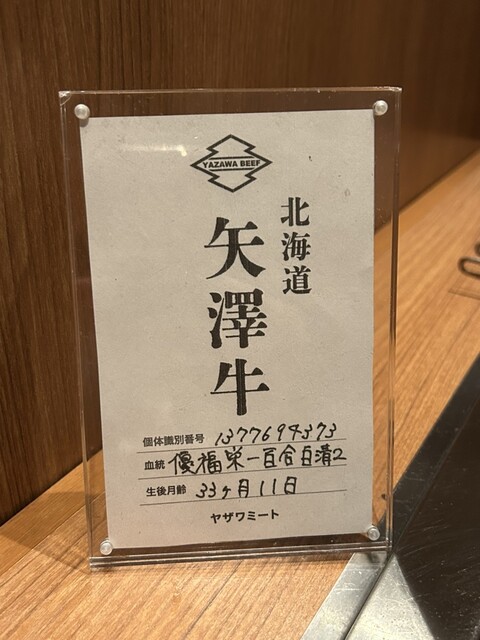 YAZAWA BEEF
北海道
矢澤牛
個体識別番号 1377694373
血統 優福栄一百合白清2
生後月齢 33ヶ月11日
ヤザワミート